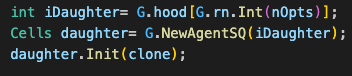 int iDaughter= G.hood[G.rn.Int(nOpts)];
Cells daughter= G.NewAgentSQ(iDaughter);
daughter.Init(clone);